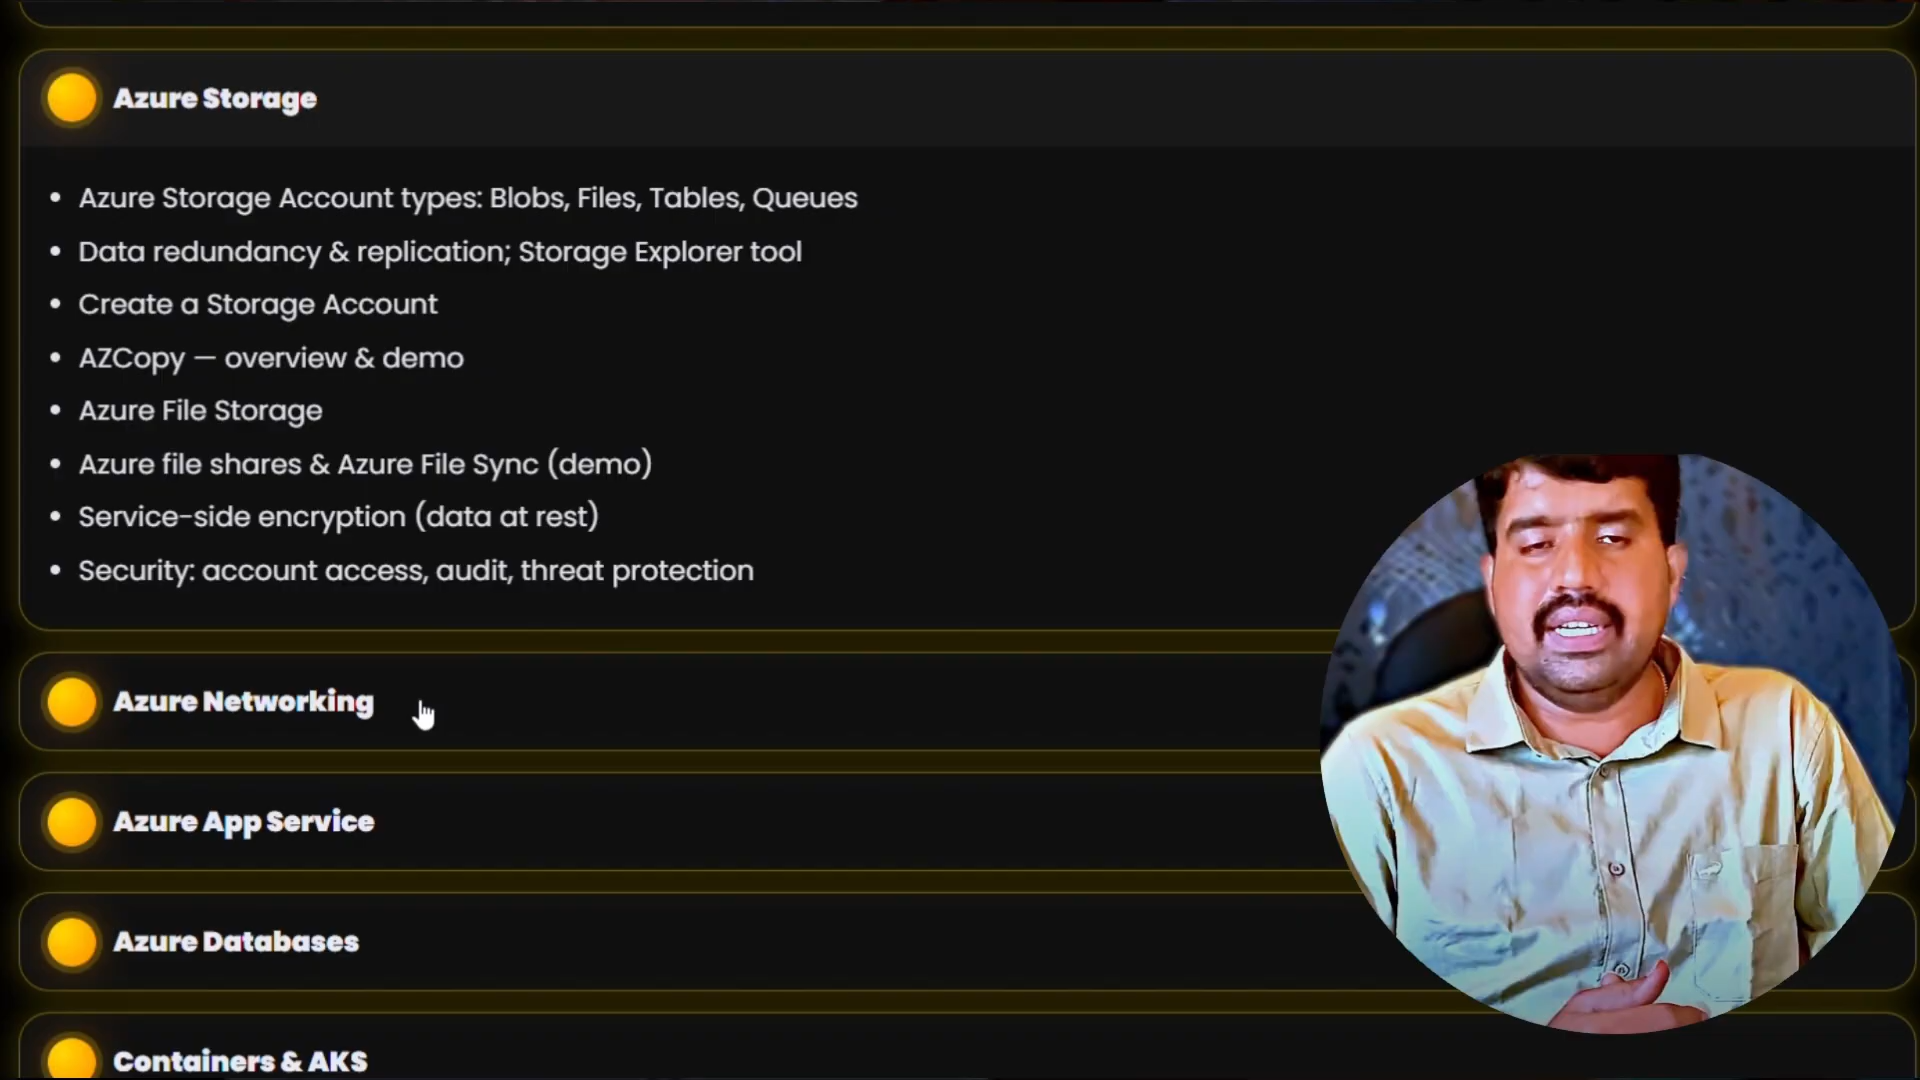 Azure Storage
Azure Storage Account types: Blobs, Files, Tables, Queues
Data redundancy & replication; Storage Explorer tool
Create a Storage Account
AZCopy — overview & demo
Azure File Storage
Azure file shares & Azure File Sync (demo)
Service-side encryption (data at rest)
Security: account access, audit, threat protection
Azure Networking
Azure App Service
Azure Databases
Containers & AKS